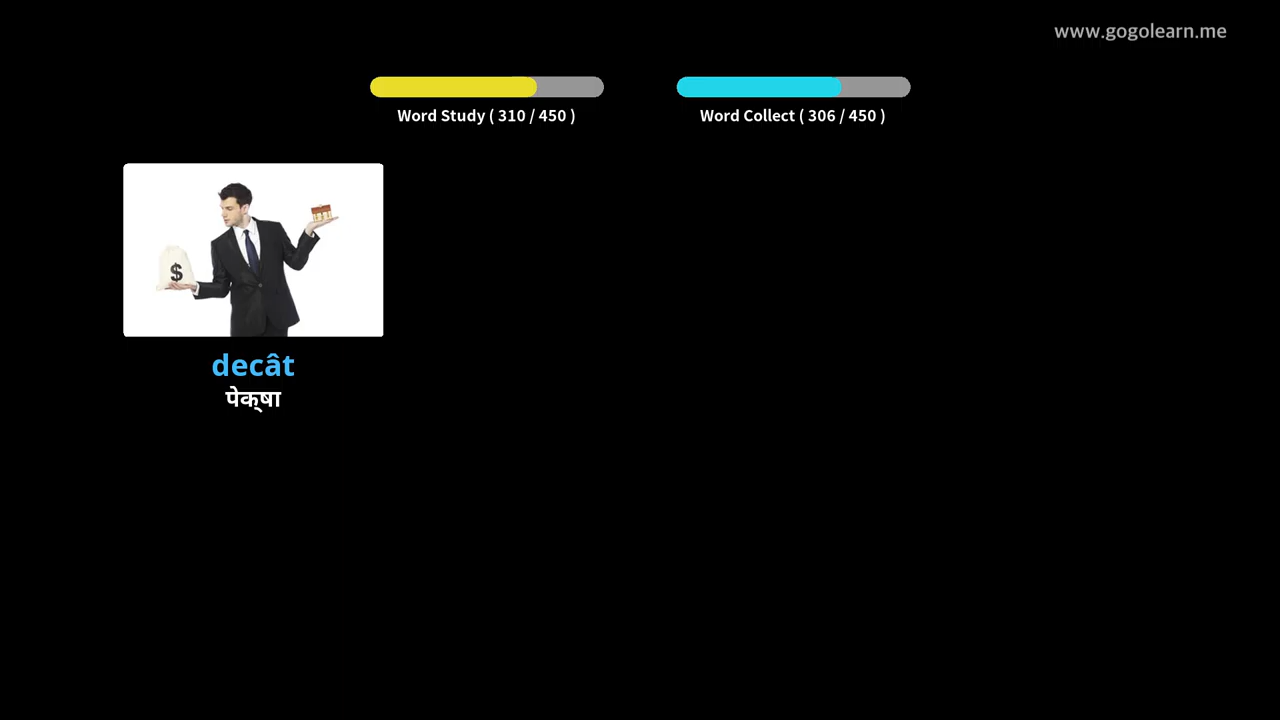 www.gogolearn.me
Word Study ( 310 / 450 )
Word Collect ( 306 / 450 )
$
decât
पेक्षा